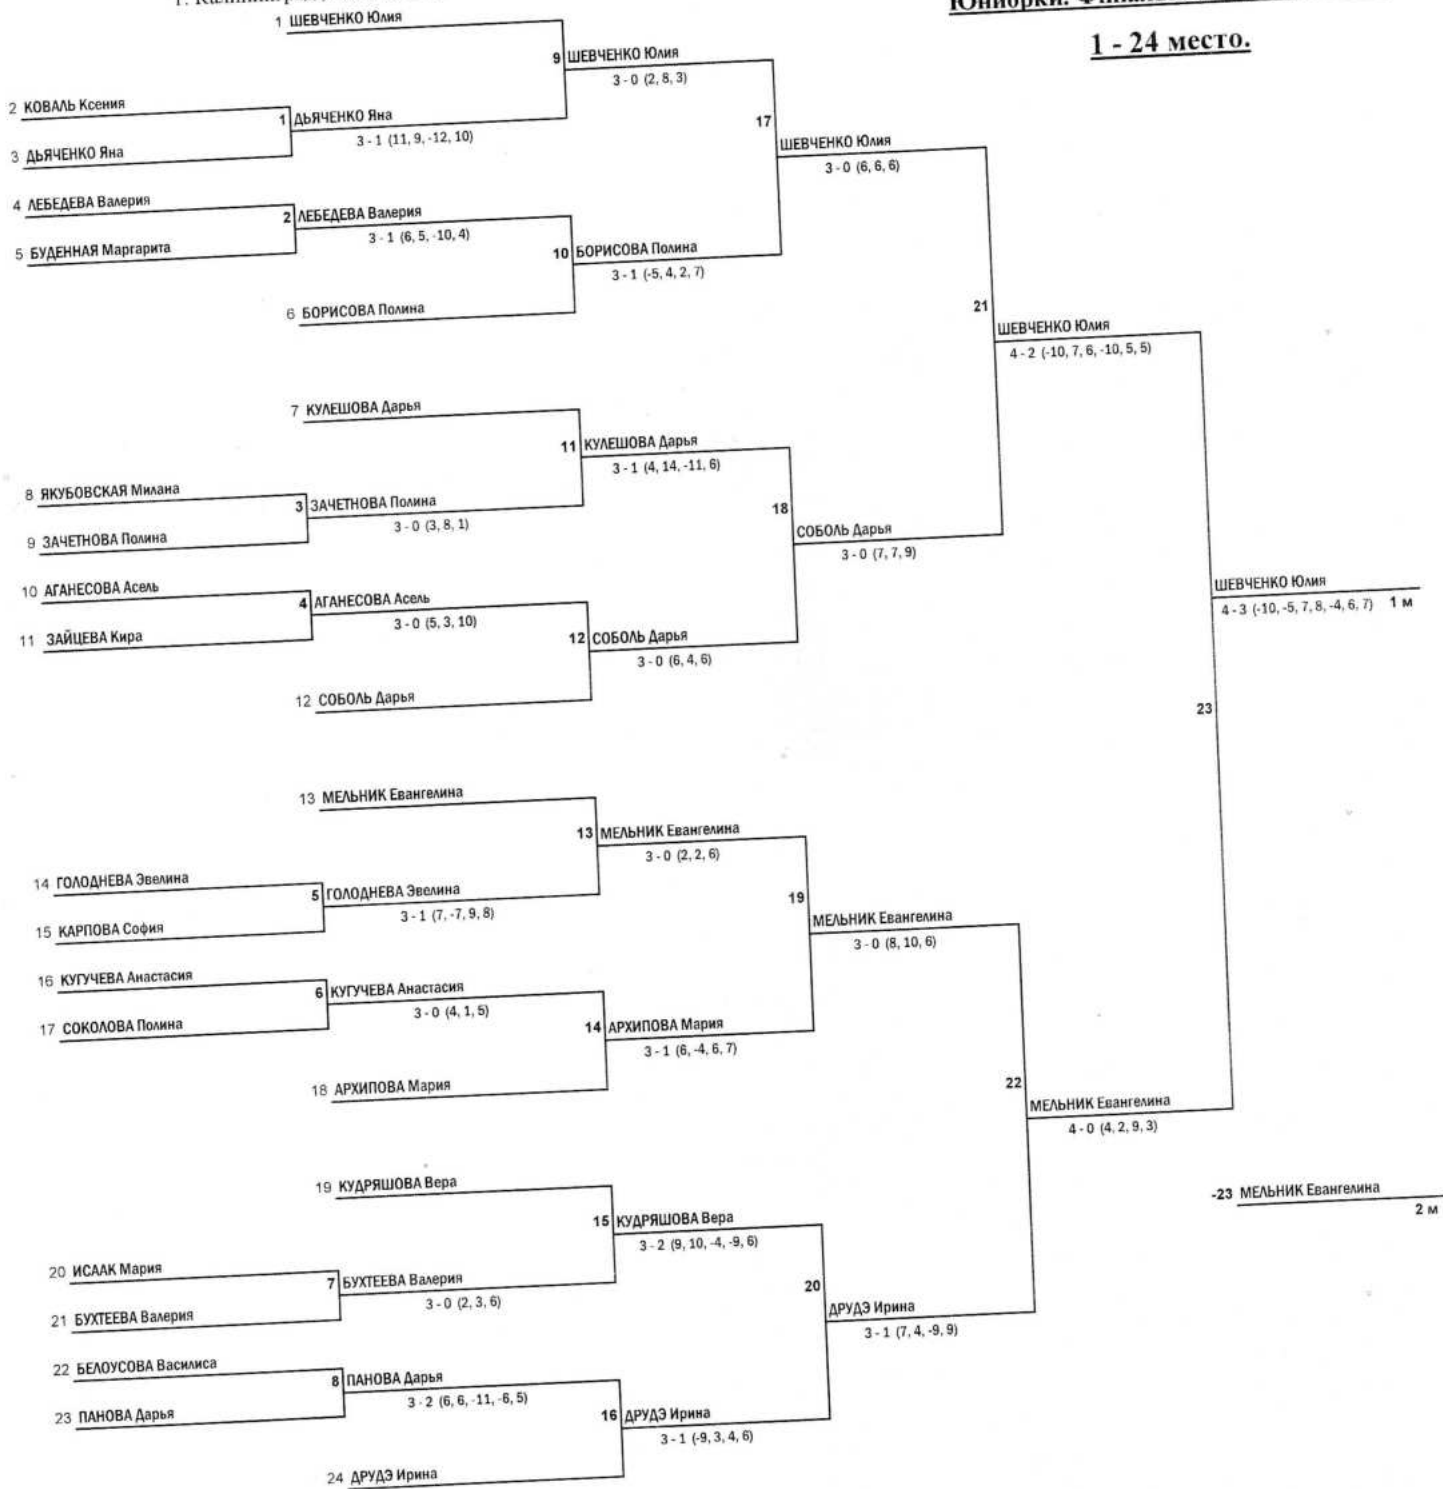 1 - 24 место.
1 ШЕВЧЕНКО Юлия
9 ШЕВЧЕНКО Юлия
3 - 0 (2, 8, 3)
2 КОВАЛЬ Ксения
1 ДЬЯЧЕНКО Яна
3 - 1 (11, 9, -12, 10)
3 ДЬЯЧЕНКО Яна
17 ШЕВЧЕНКО Юлия
3 - 0 (6, 6, 6)
4 ЛЕБЕДЕВА Валерия
2 ЛЕБЕДЕВА Валерия
3 - 1 (6, 5, -10, 4)
5 БУДЕННАЯ Маргарита
10 БОРИСОВА Полина
3 - 1 (-5, 4, 2, 7)
6 БОРИСОВА Полина
21 ШЕВЧЕНКО Юлия
4 - 2 (-10, 7, 6, -10, 5, 5)
7 КУЛЕШОВА Дарья
11 КУЛЕШОВА Дарья
3 - 1 (4, 14, -11, 6)
8 ЯКУБОВСКАЯ Милана
3 ЗАЧЕТНОВА Полина
3 - 0 (3, 8, 1)
9 ЗАЧЕТНОВА Полина
18 СОБОЛЬ Дарья
3 - 0 (7, 7, 9)
10 АГАНЕСОВА Асель
4 АГАНЕСОВА Асель
3 - 0 (5, 3, 10)
11 ЗАЙЦЕВА Кира
12 СОБОЛЬ Дарья
3 - 0 (6, 4, 6)
12 СОБОЛЬ Дарья
ШЕВЧЕНКО Юлия
4 - 3 (-10, -5, 7, 8, -4, 6, 7) 1 м
23
13 МЕЛЬНИК Евангелина
13 МЕЛЬНИК Евангелина
3 - 0 (2, 2, 6)
14 ГОЛОДНЕВА Эвелина
5 ГОЛОДНЕВА Эвелина
3 - 1 (7, -7, 9, 8)
15 КАРПОВА София
19 МЕЛЬНИК Евангелина
3 - 0 (8, 10, 6)
16 КУГУЧЕВА Анастасия
6 КУГУЧЕВА Анастасия
3 - 0 (4, 1, 5)
17 СОКОЛОВА Полина
14 АРХИПОВА Мария
3 - 1 (6, -4, 6, 7)
18 АРХИПОВА Мария
22 МЕЛЬНИК Евангелина
4 - 0 (4, 2, 9, 3)
19 КУДРЯШОВА Вера
15 КУДРЯШОВА Вера
3 - 2 (9, 10, -4, -9, 6)
-23 МЕЛЬНИК Евангелина
2 м
20 ИСААК Мария
7 БУХТЕЕВА Валерия
3 - 0 (2, 3, 6)
21 БУХТЕЕВА Валерия
20 ДРУДЭ Ирина
3 - 1 (7, 4, -9, 9)
22 БЕЛОУСОВА Василиса
8 ПАНОВА Дарья
3 - 2 (6, 6, -11, -6, 5)
23 ПАНОВА Дарья
16 ДРУДЭ Ирина
3 - 1 (-9, 3, 4, 6)
24 ДРУДЭ Ирина